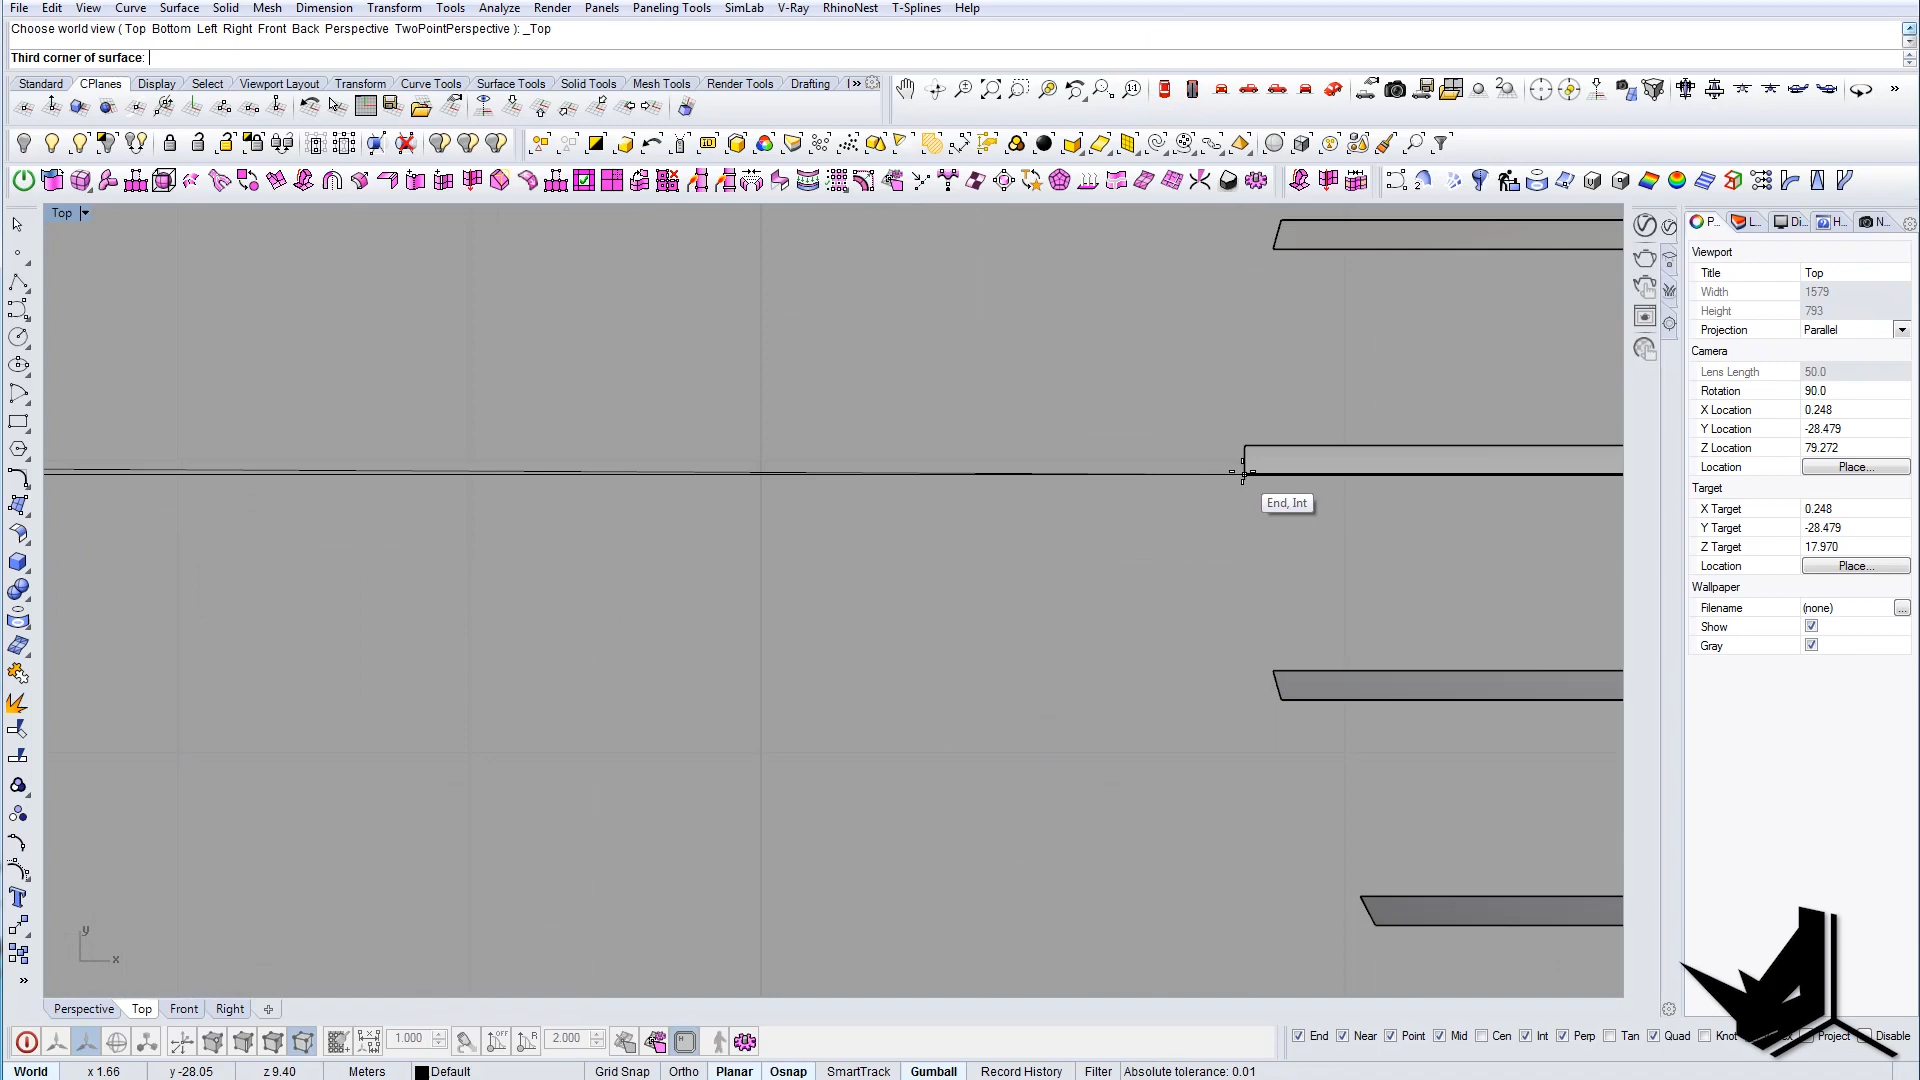 File Edit View Curve Surface Solid Mesh Dimension Transform Tools Analyze Render Panels Paneling Tools SimLab V-Ray RhinoNest T-Splines Help
Choose world view ( Top Bottom Left Right Front Back Perspective TwoPointPerspective ): _Top
Third corner of surface:
Standard CPlanes Display Select Viewport Layout Transform Curve Tools Surface Tools Solid Tools Mesh Tools Render Tools Drafting
Top
P... L... Di... H... N...
Viewport
Title Top
Width 1579
Height 793
Projection Parallel
Camera
Lens Length 50.0
Rotation 90.0
X Location 0.248
Y Location -28.479
Z Location 79.272
Location Place...
Target
X Target 0.248
Y Target -28.479
Z Target 17.970
Location Place...
Wallpaper
Filename (none) ...
Show
Gray
End, Int
y
x
Perspective Top Front Right
1.000 2.000
End Near Point Mid Cen Int Perp Tan Quad Knot Project Disable
World x 1.66 y -28.05 z 9.40 Meters Default Grid Snap Ortho Planar Osnap SmartTrack Gumball Record History Filter Absolute tolerance: 0.01